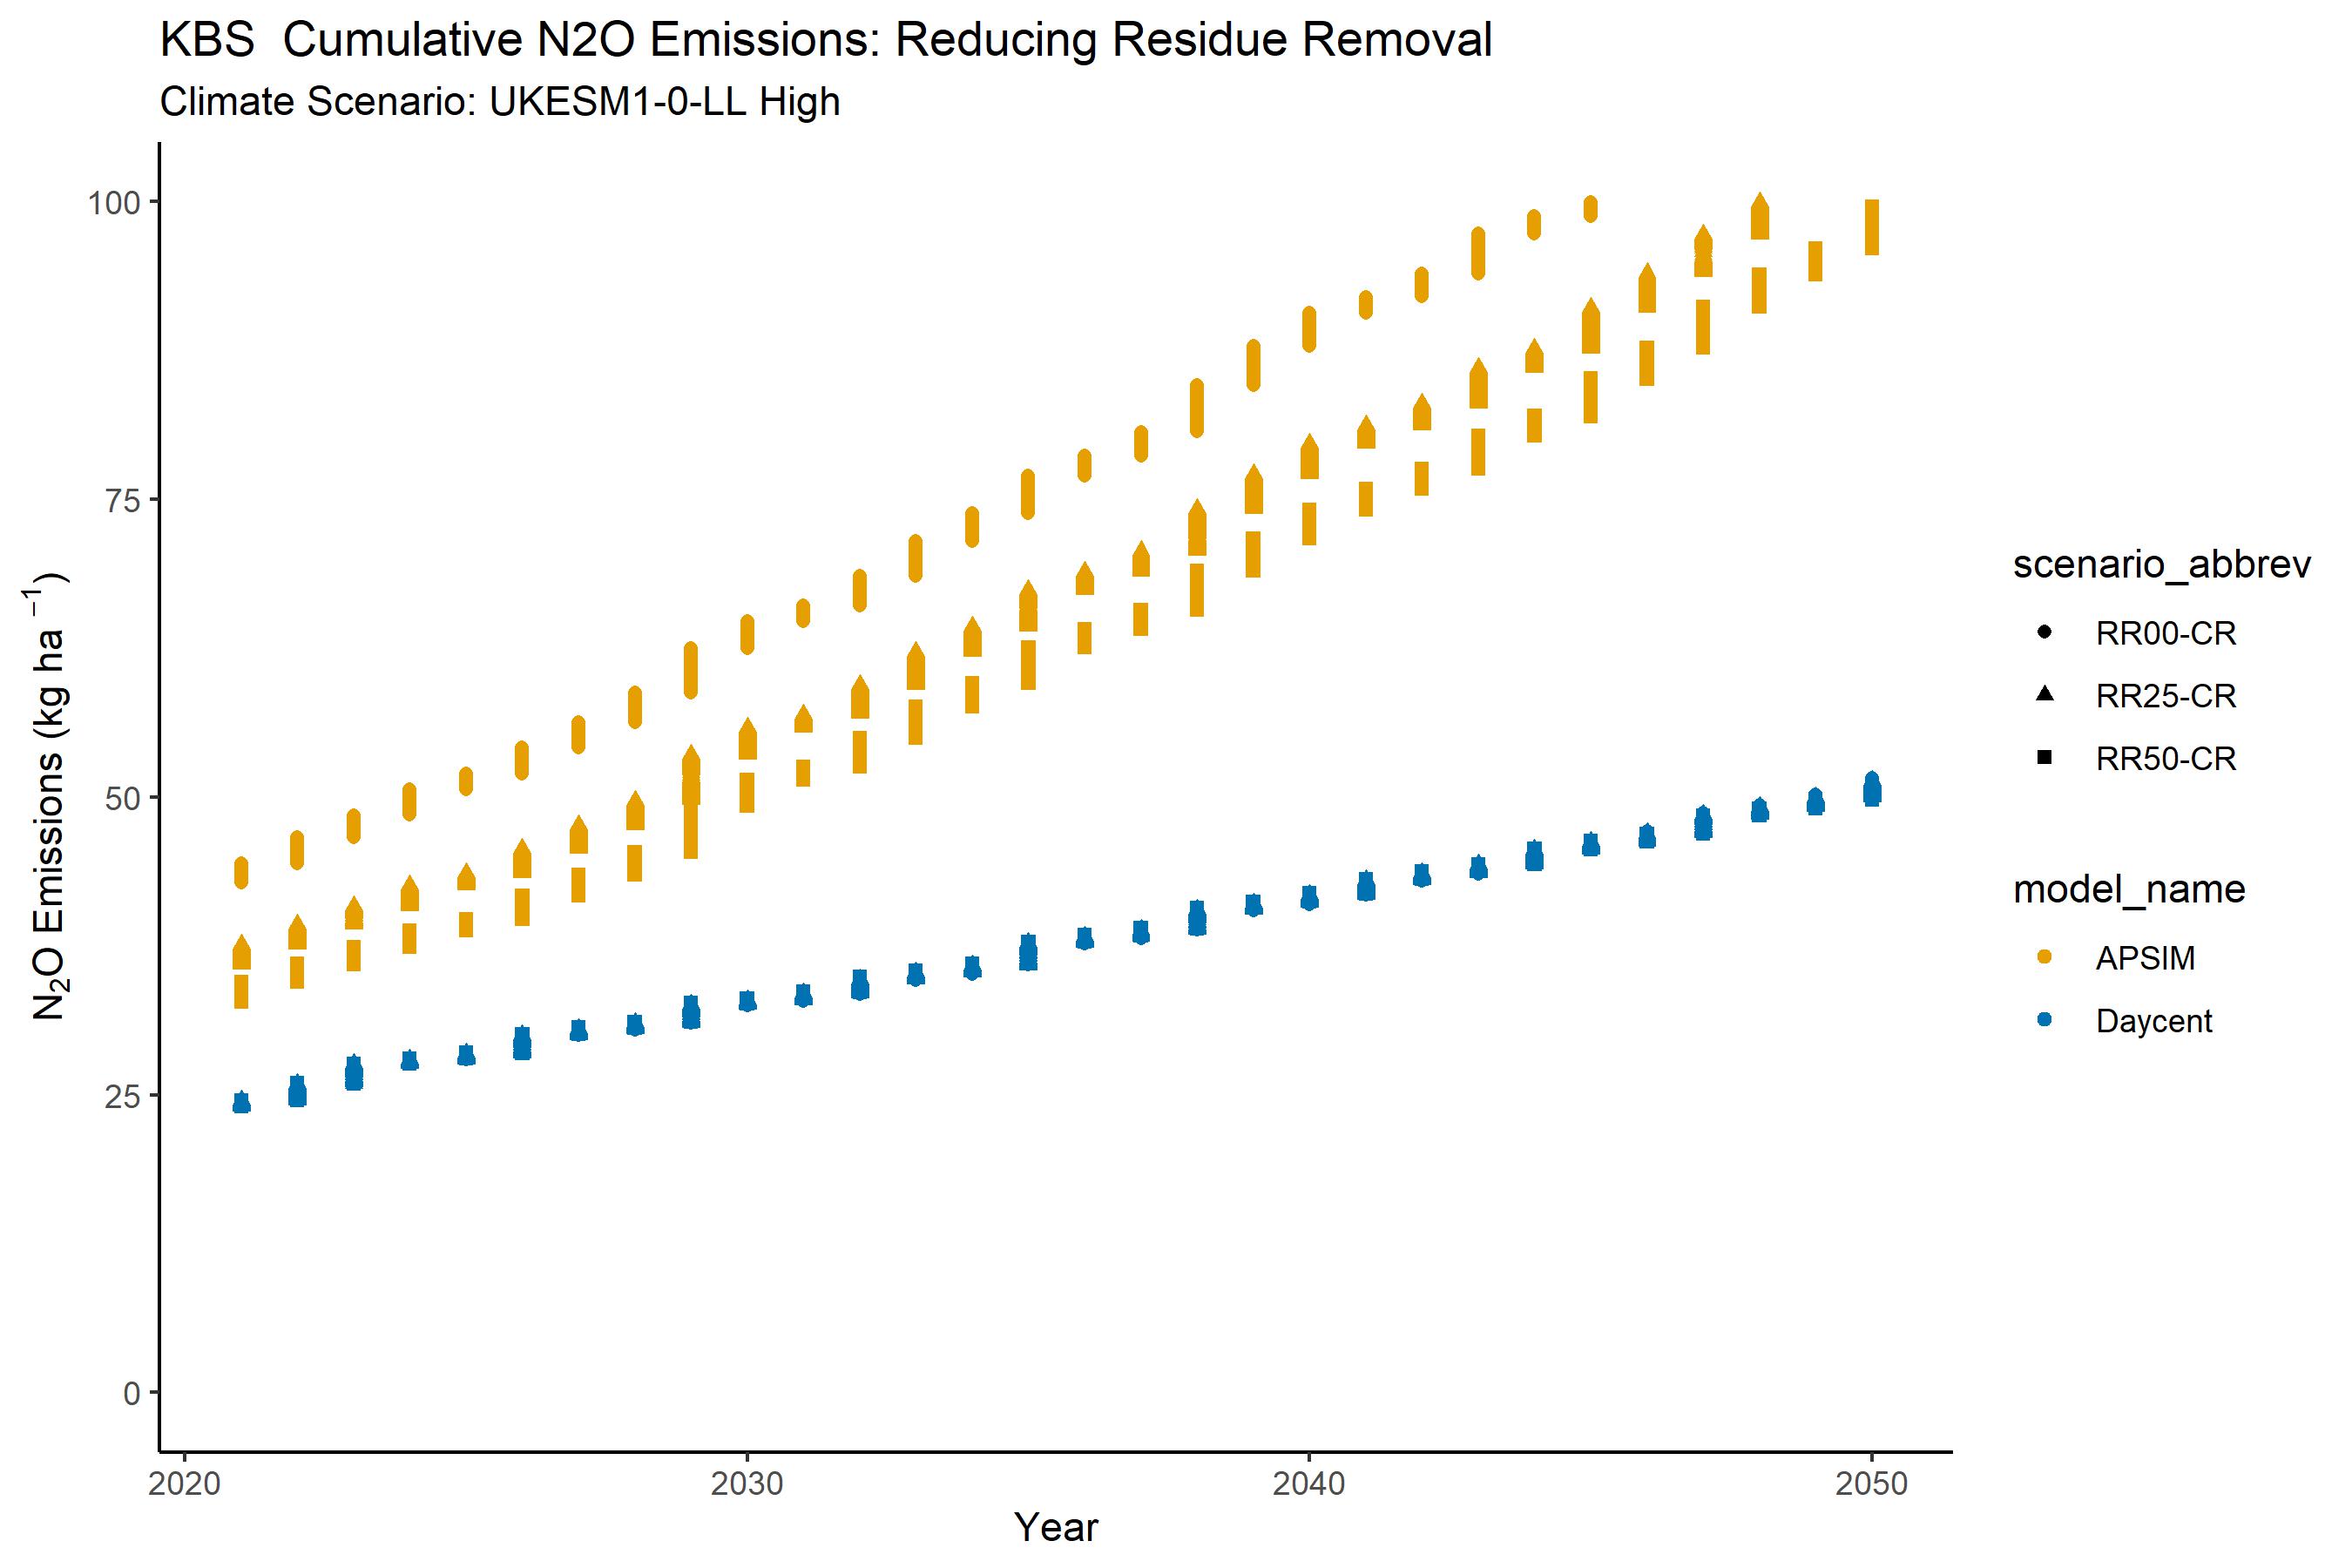 KBS  Cumulative N2O Emissions: Reducing Residue Removal
Climate Scenario: UKESM1-0-LL High
N₂O Emissions (kg ha ⁻¹)
100
75
50
25
0
2020
2030
2040
2050
Year
scenario_abbrev
RR00-CR
RR25-CR
RR50-CR
model_name
APSIM
Daycent